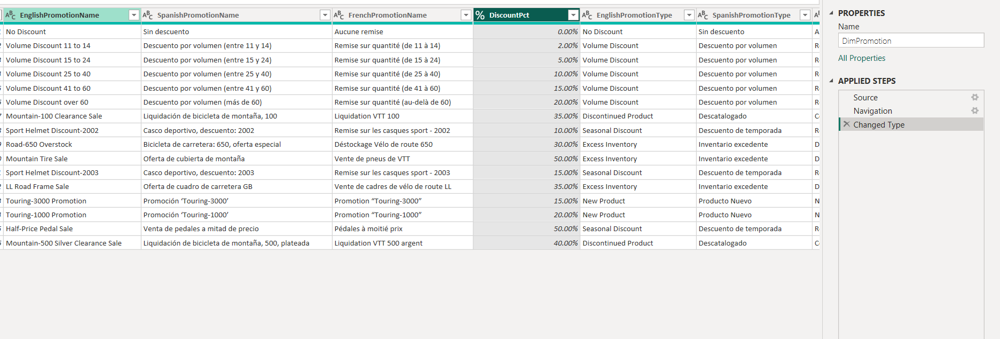 EnglishPromotionName SpanishPromotionName FrenchPromotionName DiscountPct EnglishPromotionType SpanishPromotionType
No Discount Sin descuento Aucune remise 0.00% No Discount Sin descuento
Volume Discount 11 to 14 Descuento por volumen (entre 11 y 14) Remise sur quantité (de 11 à 14) 2.00% Volume Discount Descuento por volumen
Volume Discount 15 to 24 Descuento por volumen (entre 15 y 24) Remise sur quantité (de 15 à 24) 5.00% Volume Discount Descuento por volumen
Volume Discount 25 to 40 Descuento por volumen (entre 25 y 40) Remise sur quantité (de 25 à 40) 10.00% Volume Discount Descuento por volumen
Volume Discount 41 to 60 Descuento por volumen (entre 41 y 60) Remise sur quantité (de 41 à 60) 15.00% Volume Discount Descuento por volumen
Volume Discount over 60 Descuento por volumen (más de 60) Remise sur quantité (au-delà de 60) 20.00% Volume Discount Descuento por volumen
Mountain-100 Clearance Sale Liquidación de bicicleta de montaña, 100 Liquidation VTT 100 35.00% Discontinued Product Descatalogado
Sport Helmet Discount-2002 Casco deportivo, descuento: 2002 Remise sur les casques sport - 2002 10.00% Seasonal Discount Descuento de temporada
Road-650 Overstock Bicicleta de carretera: 650, oferta especial Déstockage Vélo de route 650 30.00% Excess Inventory Inventario excedente
Mountain Tire Sale Oferta de cubierta de montaña Vente de pneus de VTT 50.00% Excess Inventory Inventario excedente
Sport Helmet Discount-2003 Casco deportivo, descuento: 2003 Remise sur les casques sport - 2003 15.00% Seasonal Discount Descuento de temporada
LL Road Frame Sale Oferta de cuadro de carretera GB Vente de cadres de vélo de route LL 35.00% Excess Inventory Inventario excedente
Touring-3000 Promotion Promoción ‘Touring-3000’ Promotion “Touring-3000” 15.00% New Product Producto Nuevo
Touring-1000 Promotion Promoción ‘Touring-1000’ Promotion “Touring-1000” 20.00% New Product Producto Nuevo
Half-Price Pedal Sale Venta de pedales a mitad de precio Pédales à moitié prix 50.00% Seasonal Discount Descuento de temporada
Mountain-500 Silver Clearance Sale Liquidación de bicicleta de montaña, 500, plateada Liquidation VTT 500 argent 40.00% Discontinued Product Descatalogado
PROPERTIES
Name
DimPromotion
All Properties
APPLIED STEPS
Source
Navigation
Changed Type